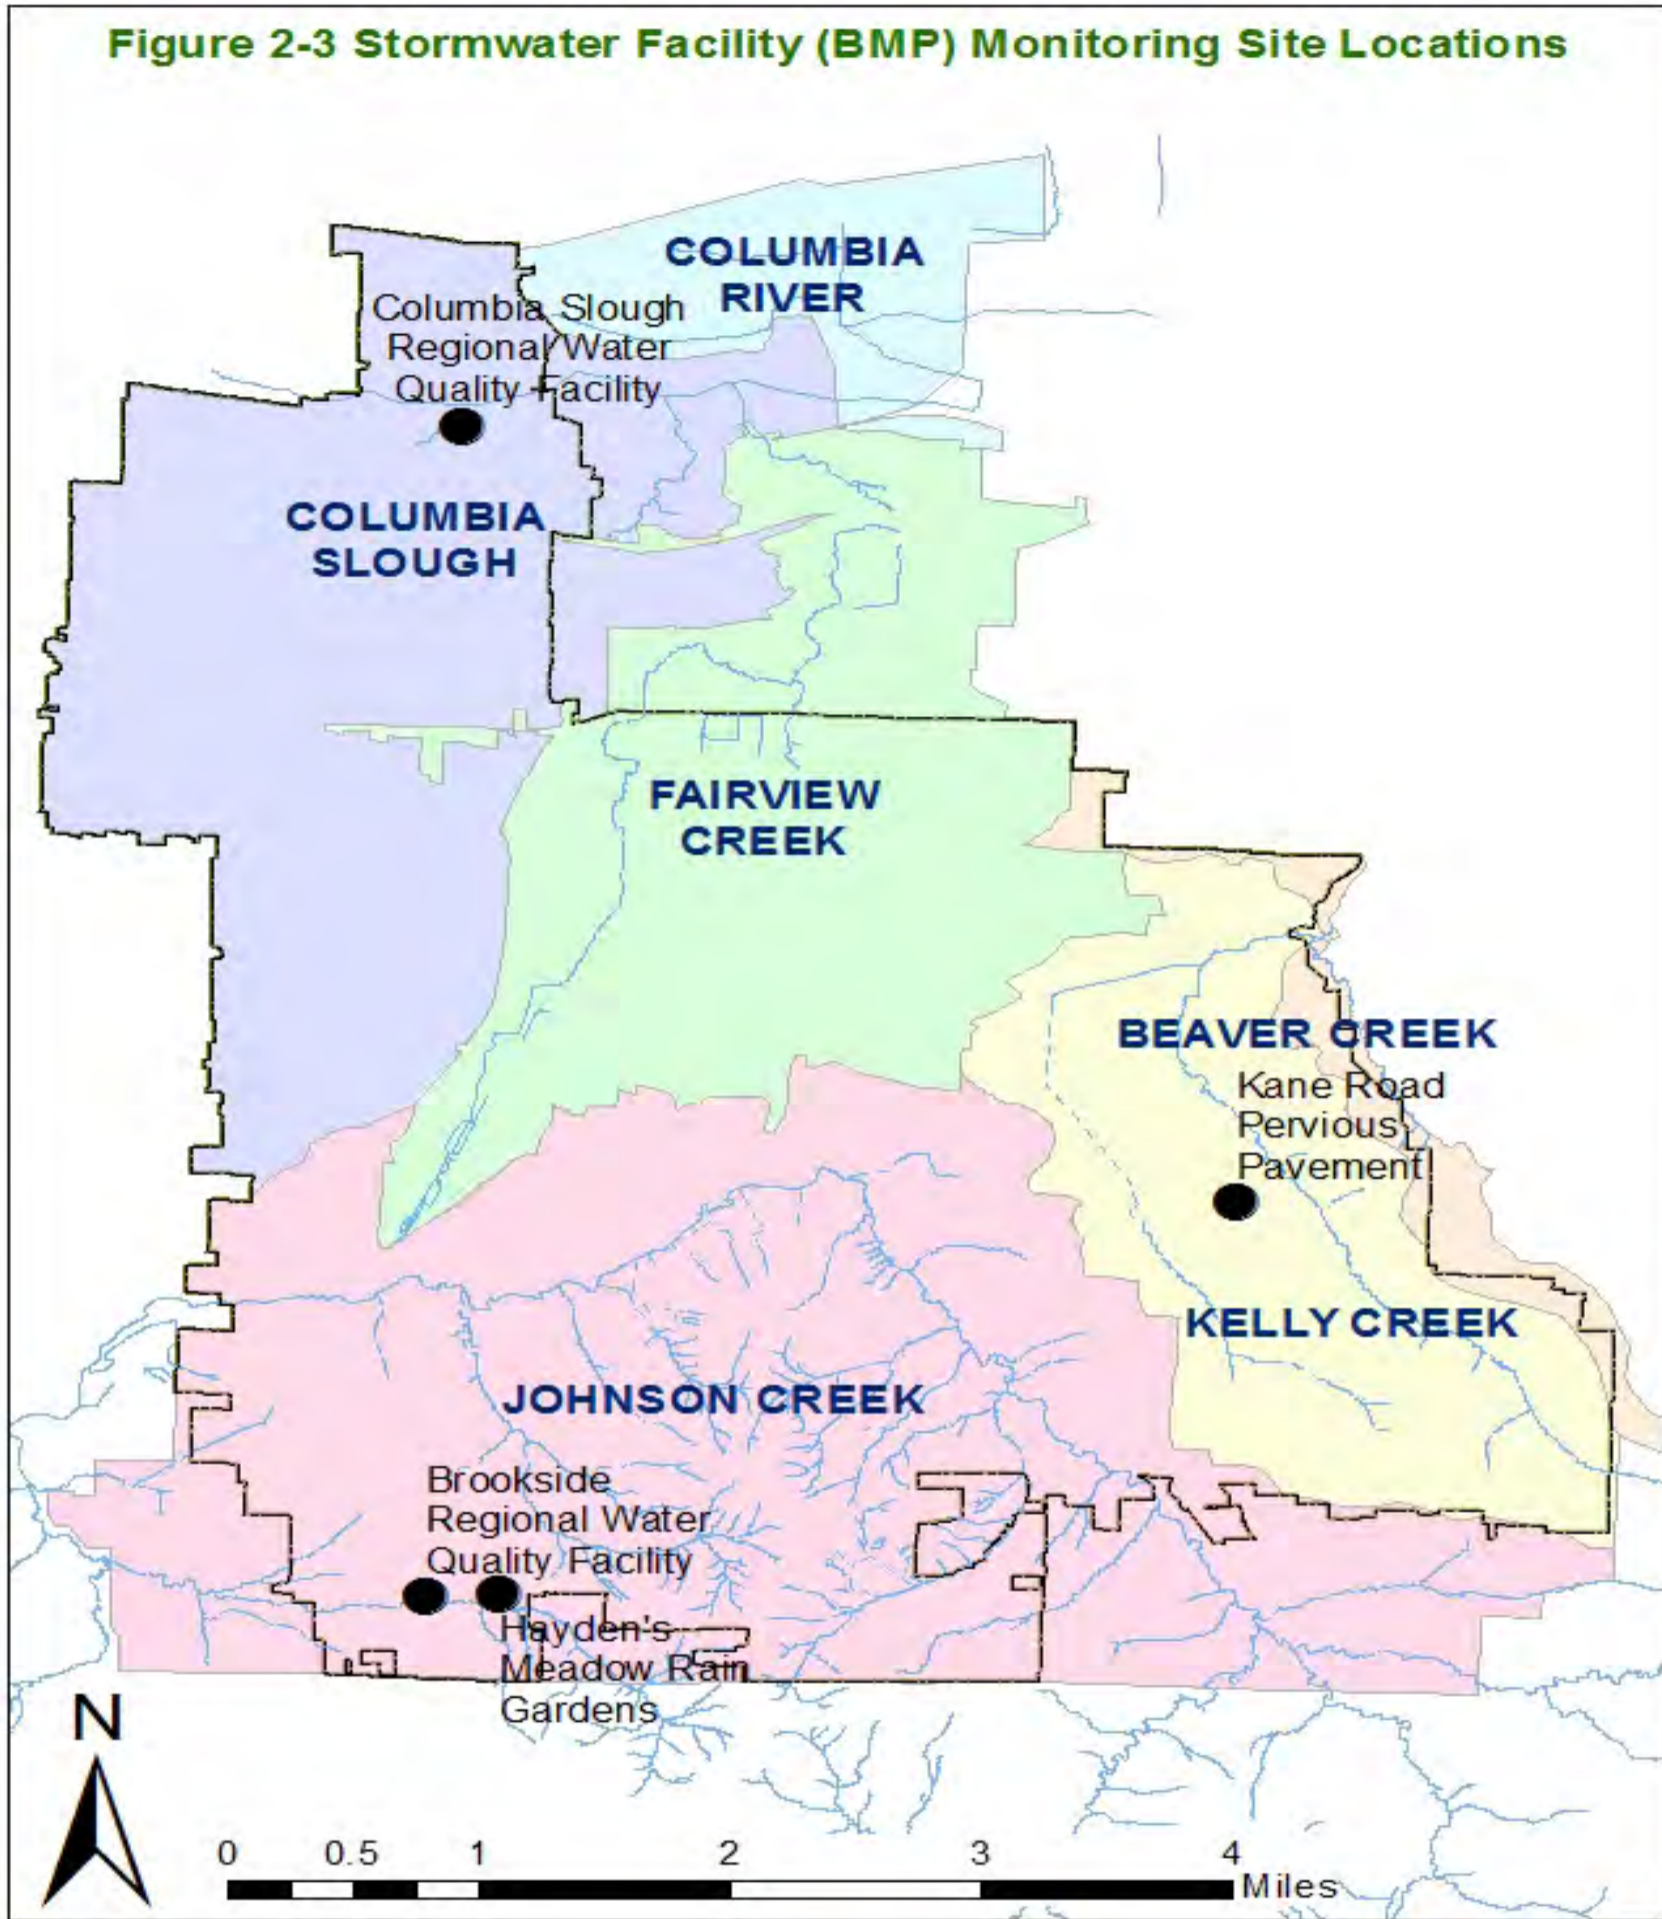 Figure 2-3 Stormwater Facility (BMP) Monitoring Site Locations
COLUMBIA
RIVER
Columbia Slough
Regional Water
Quality Facility
COLUMBIA
SLOUGH
FAIRVIEW
CREEK
BEAVER CREEK
Kane Road
Pervious
Pavement
KELLY CREEK
JOHNSON CREEK
Brookside
Regional Water
Quality Facility
Hayden's
Meadow Rain
Gardens
N
0 0.5 1 2 3 4
Miles